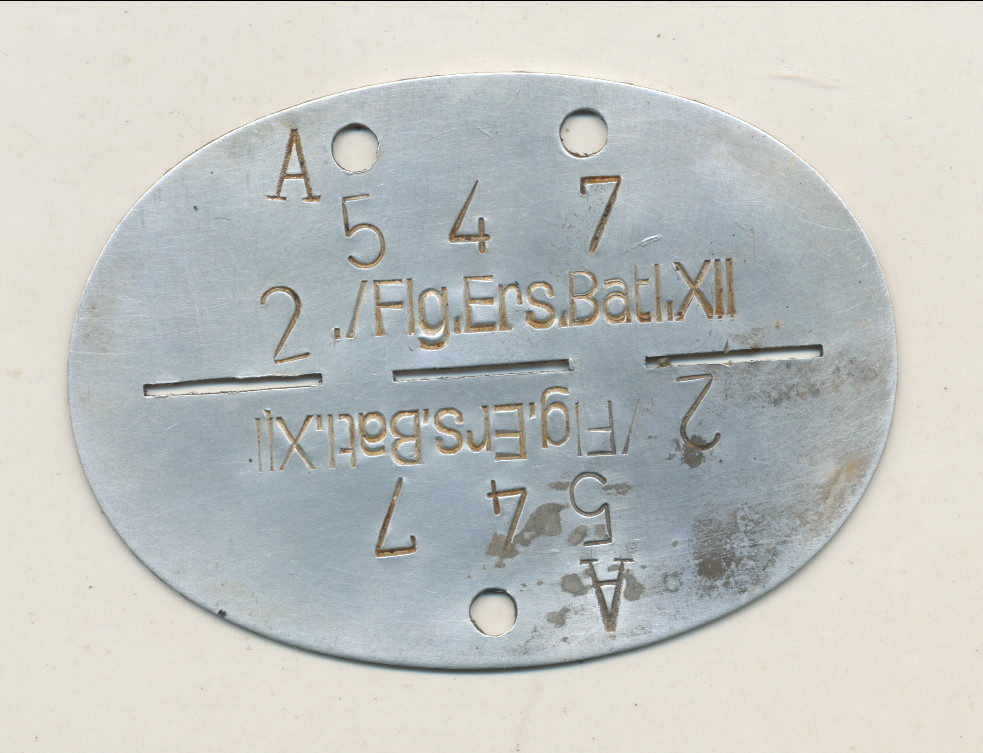 A
5 4 7
2./Flg.Ers.Batl.XII
2/Flg.Ers.Batl.XII
5 4 7
A